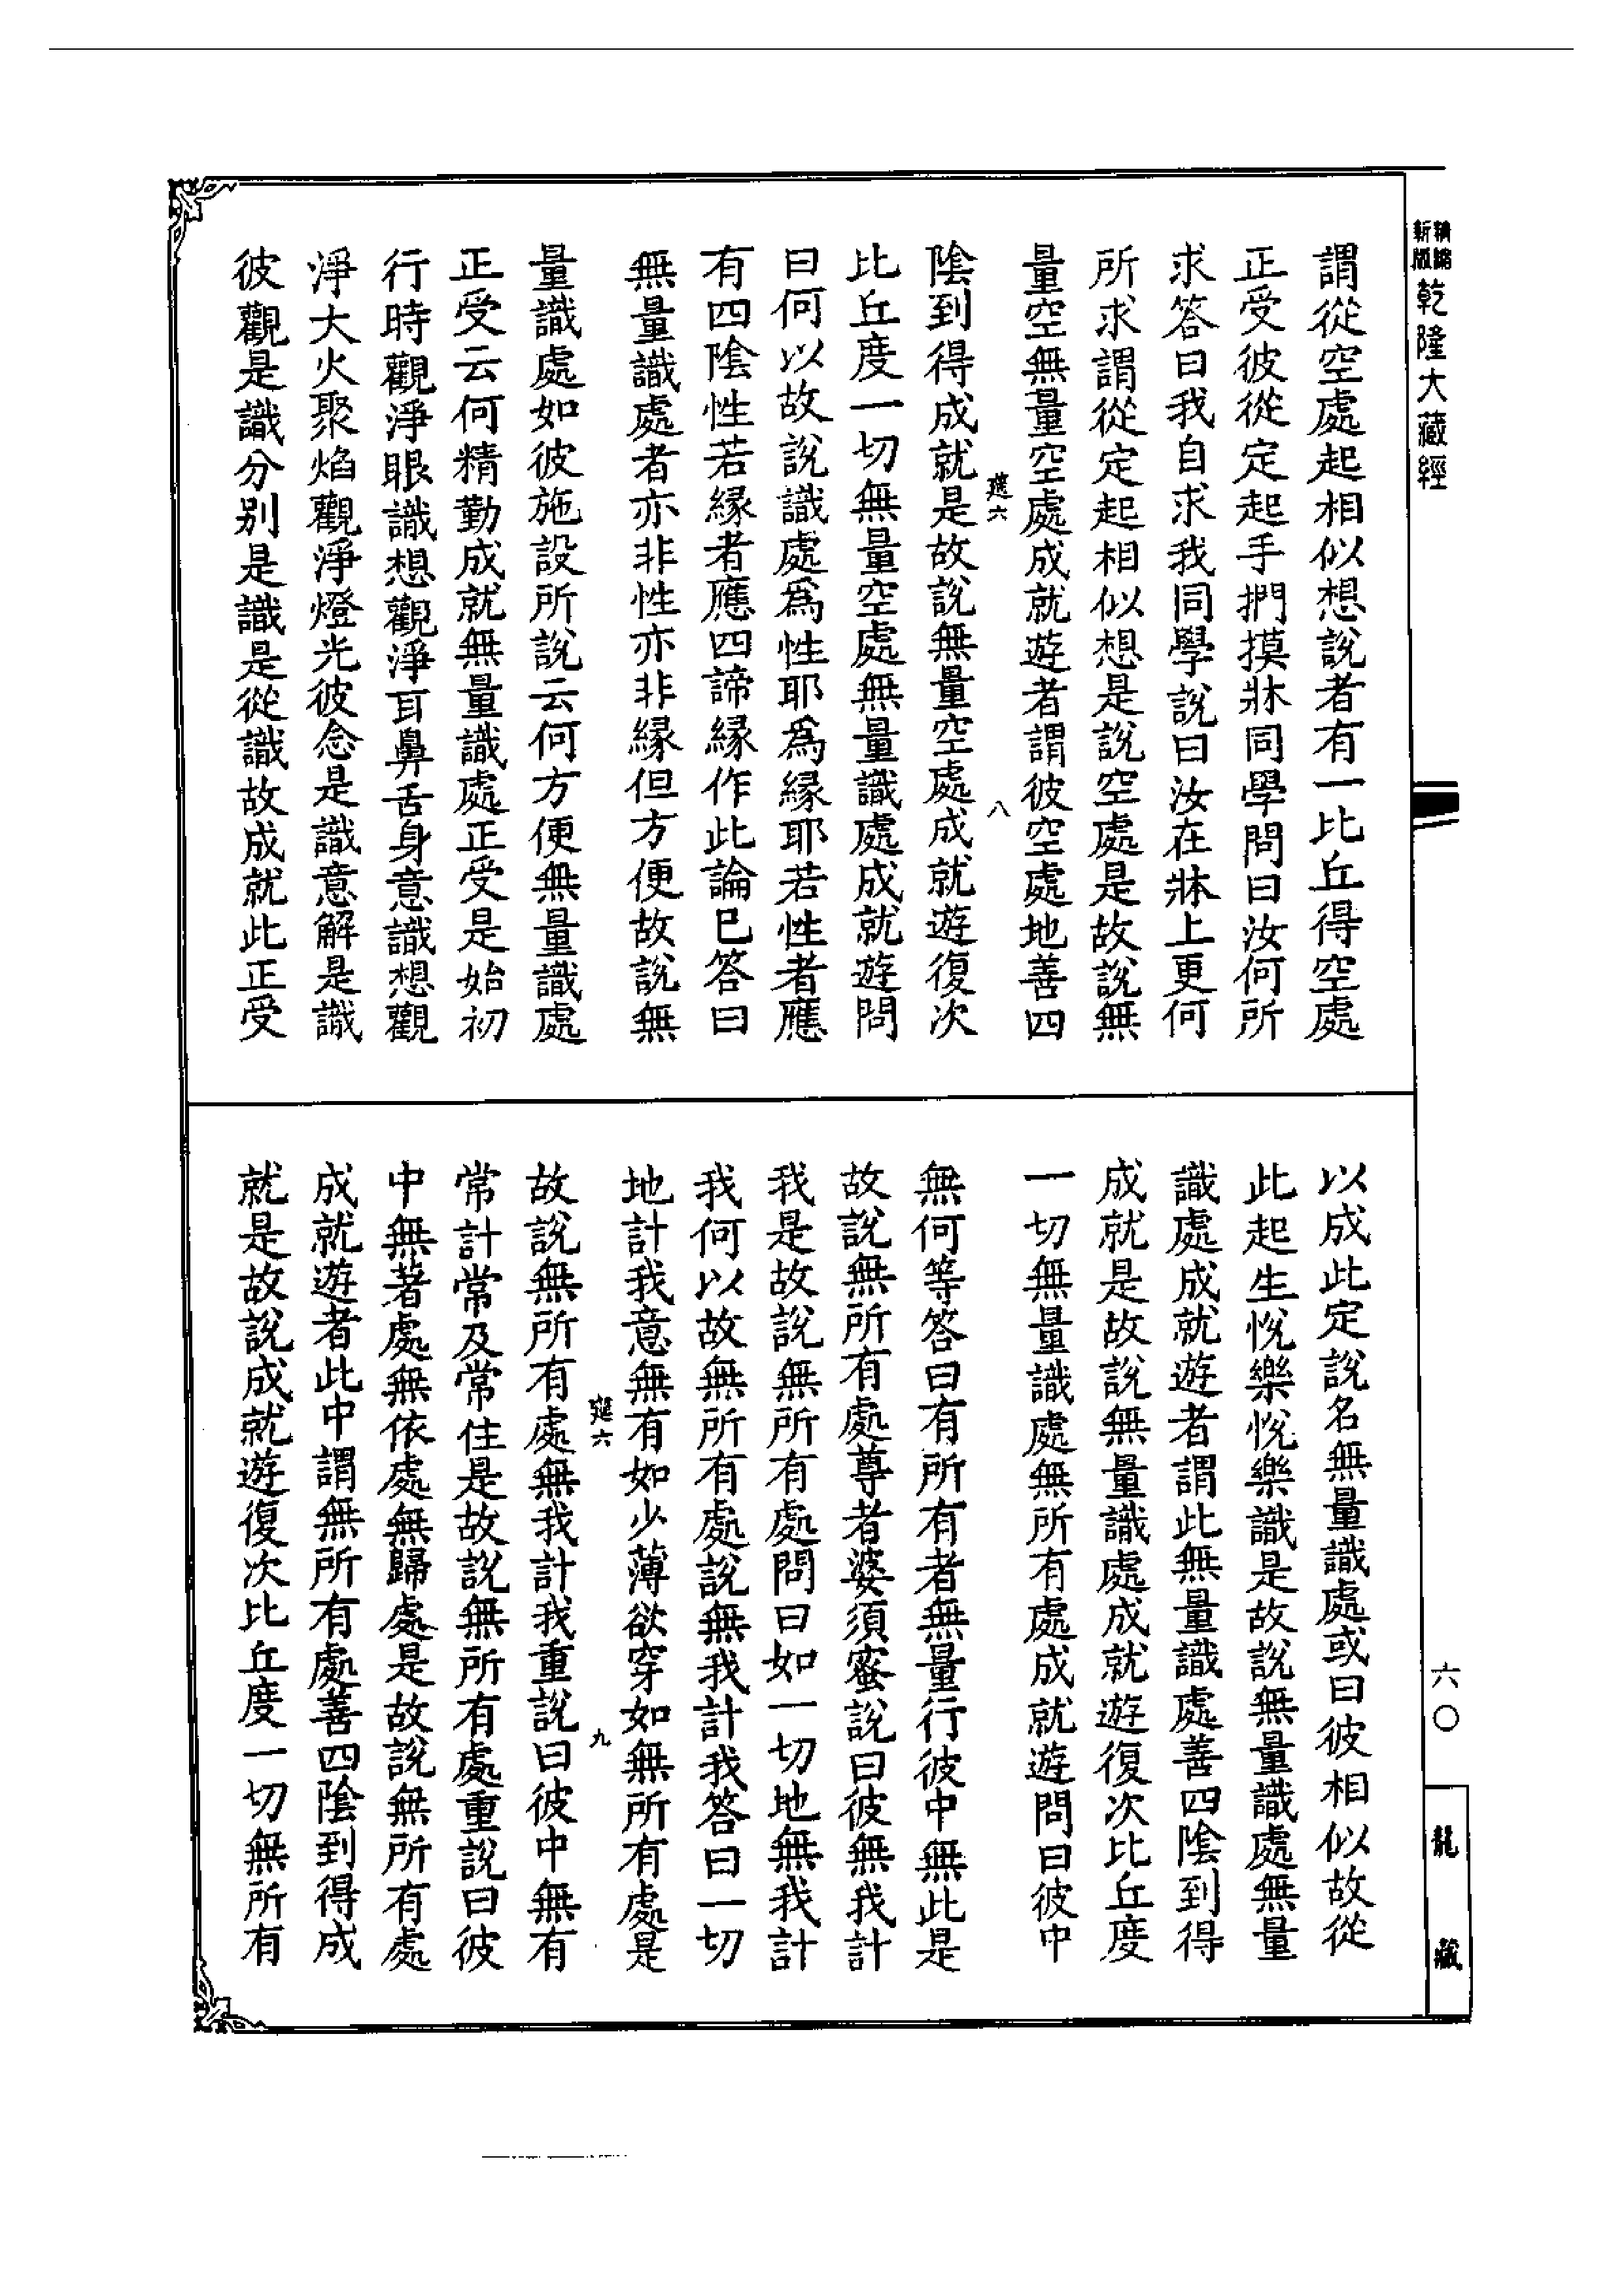 精編
新版
乾隆大藏經
謂從空處起相似想說者有一比丘得空處
正受彼從定起手捫摸牀同學問曰汝何所
求答曰我自求我同學說曰汝在牀上更何
所求謂從定起相似想是說空處是故說無
量空無量空處成就遊者謂彼空處地善四
八
陰到得成就是故說無量空處成就遊復次
比丘度一切無量空處無量識處成就遊問
曰何以故說識處爲性耶爲緣耶若性者應
有四陰性若緣者應四諦緣作此論已答曰
無量識處者亦非性亦非緣但方便故說無
量識處如彼施設所說云何方便無量識處
正受云何精勤成就無量識處正受是始初
行時觀淨眼識想觀淨耳鼻舌身意識想觀
淨大火聚焰觀淨燈光彼念是識意解是識
彼觀是識分別是識是從識故成就此正受
以成此定說名無量識處或曰彼相似故從
此起生悅樂悅樂識是故說無量識處無量
識處成就遊者謂此無量識處善四陰到得
成就是故說無量識處成就遊復次比丘度
一切無量識處無所有處成就遊問曰彼中
無何等答曰有所有者無量行彼中無此是
故說無所有處尊者婆須蜜說曰彼無我計
我是故說無所有處問曰如一切地無我計
我何以故無所有處說無我計我答曰一切
地計我意無有如少薄欲穿如無所有處是
九
故說無所有處無我計我重說曰彼中無有
常計常及常住是故說無所有處重說曰彼
中無著處無依處無歸處是故說無所有處
成就遊者此中謂無所有處善四陰到得成
就是故說成就遊復次比丘度一切無所有
六〇
龍藏